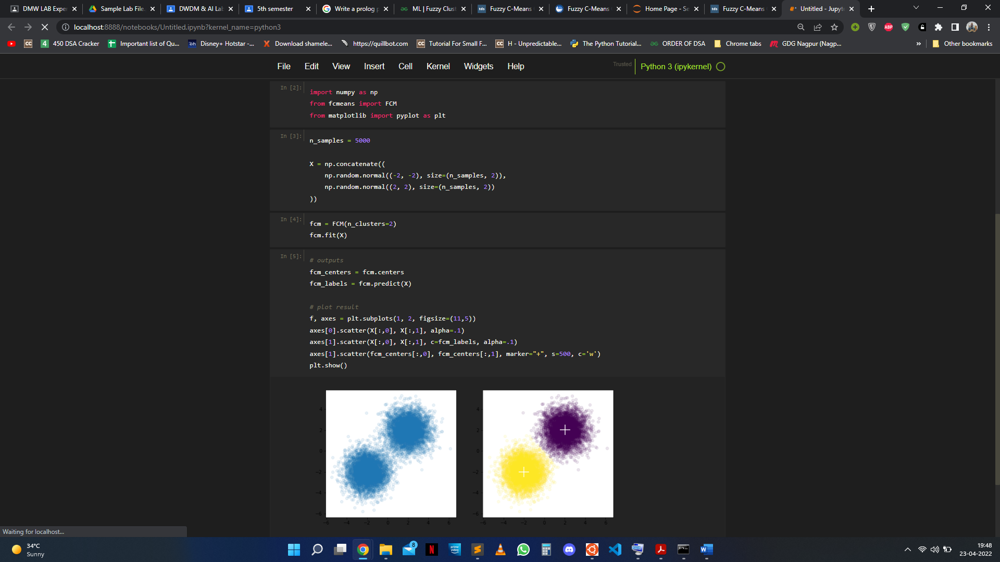 DMW LAB Exper
Sample Lab File.
DWDM & AI Lab
5th semester
Write a prolog p
ML | Fuzzy Clust
Fuzzy C-Means
Fuzzy C-Means
Home Page - Se
Fuzzy C-Means
Untitled - Jupyt
localhost:8888/notebooks/Untitled.ipynb?kernel_name=python3
450 DSA Cracker
Important list of Qu...
Disney+ Hotstar -...
Download shamele...
https://quillbot.com
Tutorial For Small F...
H - Unpredictable...
The Python Tutorial...
ORDER OF DSA
Chrome tabs
GDG Nagpur (Nagp...
»
Other bookmarks
File Edit View Insert Cell Kernel Widgets Help
Trusted
Python 3 (ipykernel)
In [2]:
import numpy as np
from fcmeans import FCM
from matplotlib import pyplot as plt
In [3]:
n_samples = 5000
X = np.concatenate((
np.random.normal((-2, -2), size=(n_samples, 2)),
np.random.normal((2, 2), size=(n_samples, 2))
))
In [4]:
fcm = FCM(n_clusters=2)
fcm.fit(X)
In [5]:
# outputs
fcm_centers = fcm.centers
fcm_labels = fcm.predict(X)
# plot result
f, axes = plt.subplots(1, 2, figsize=(11,5))
axes[0].scatter(X[:,0], X[:,1], alpha=.1)
axes[1].scatter(X[:,0], X[:,1], c=fcm_labels, alpha=.1)
axes[1].scatter(fcm_centers[:,0], fcm_centers[:,1], marker="+", s=500, c='w')
plt.show()
4
2
0
−2
−4
−6
−6 −4 −2 0 2 4 6
4
2
0
−2
−4
−6
−6 −4 −2 0 2 4 6
Waiting for localhost...
34°C
Sunny
8
19:48
23-04-2022